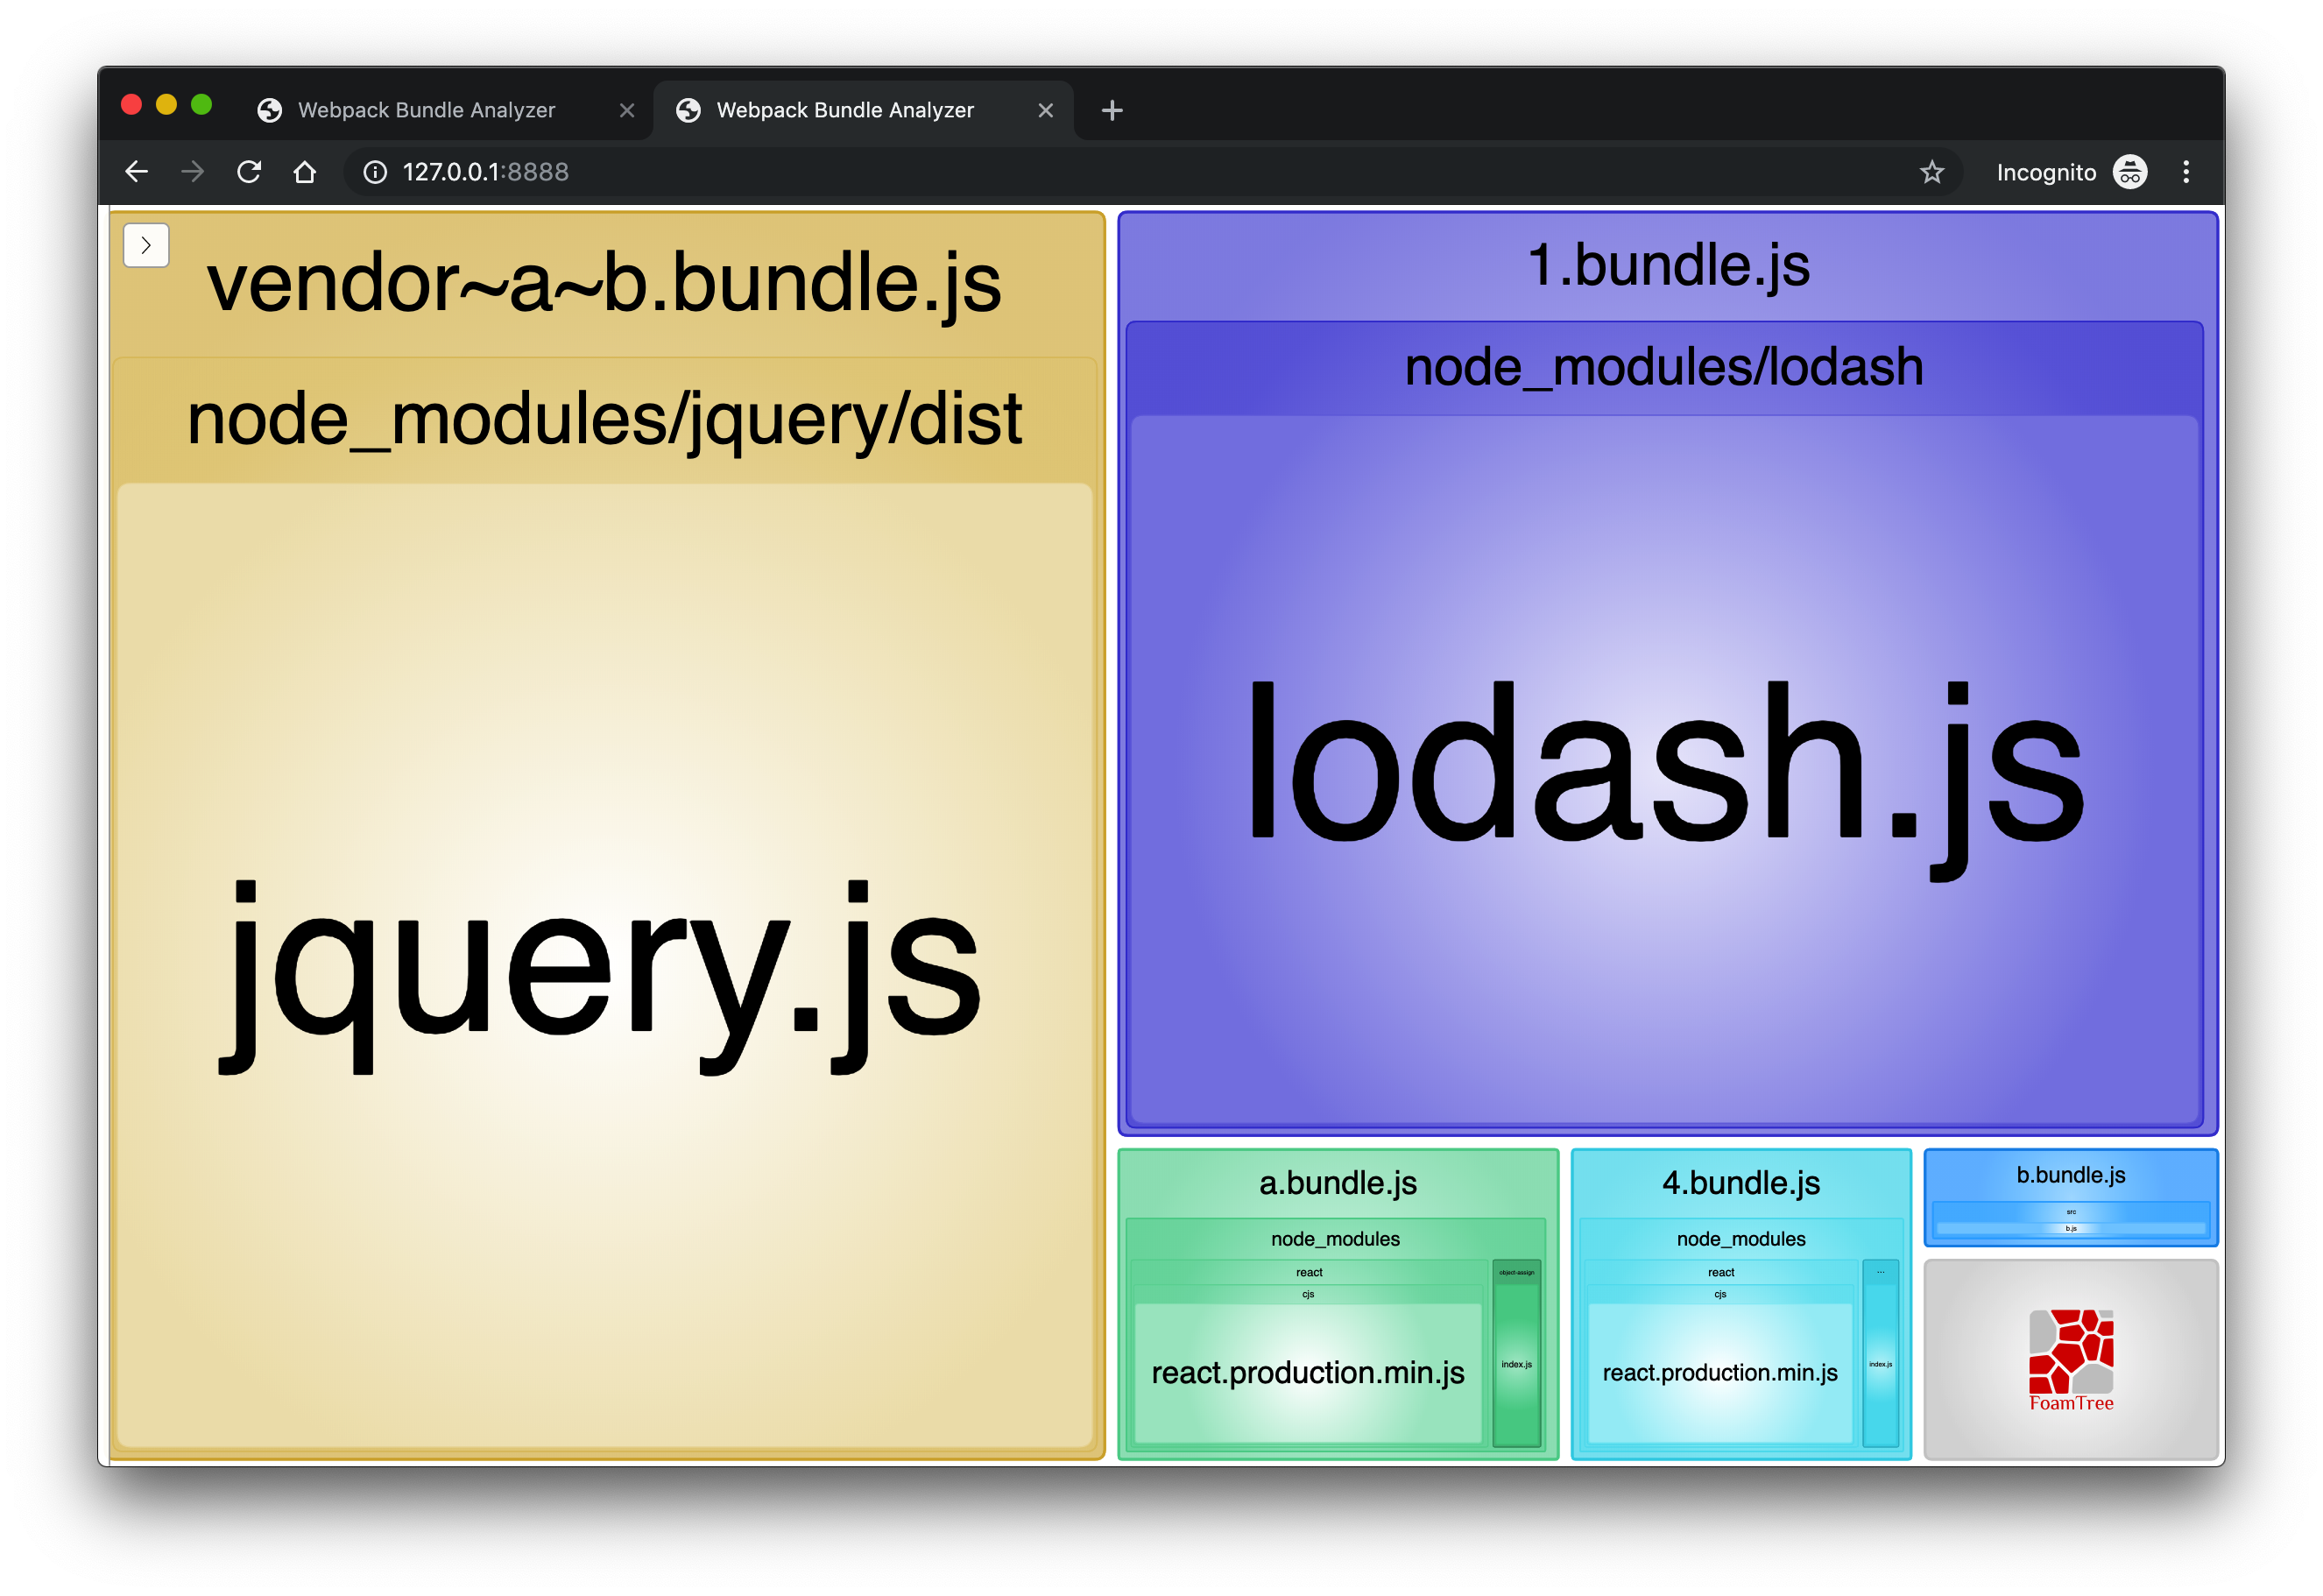 Webpack Bundle Analyzer
Webpack Bundle Analyzer
127.0.0.1:8888
Incognito
vendor~a~b.bundle.js
node_modules/jquery/dist
jquery.js
1.bundle.js
node_modules/lodash
lodash.js
a.bundle.js
node_modules
react
object-assign
cjs
react.production.min.js
index.js
4.bundle.js
node_modules
react
...
cjs
react.production.min.js
index.js
b.bundle.js
src
b.js
FoamTree